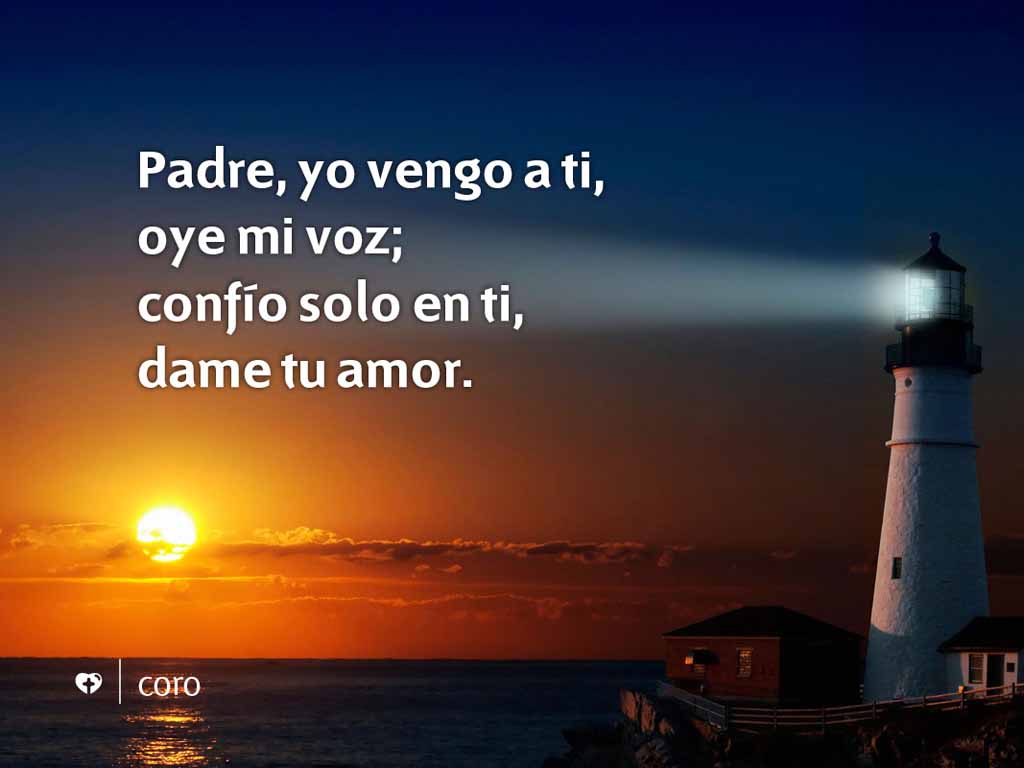 Padre, yo vengo a ti,
oye mi voz;
confío solo en ti,
dame tu amor.
coro